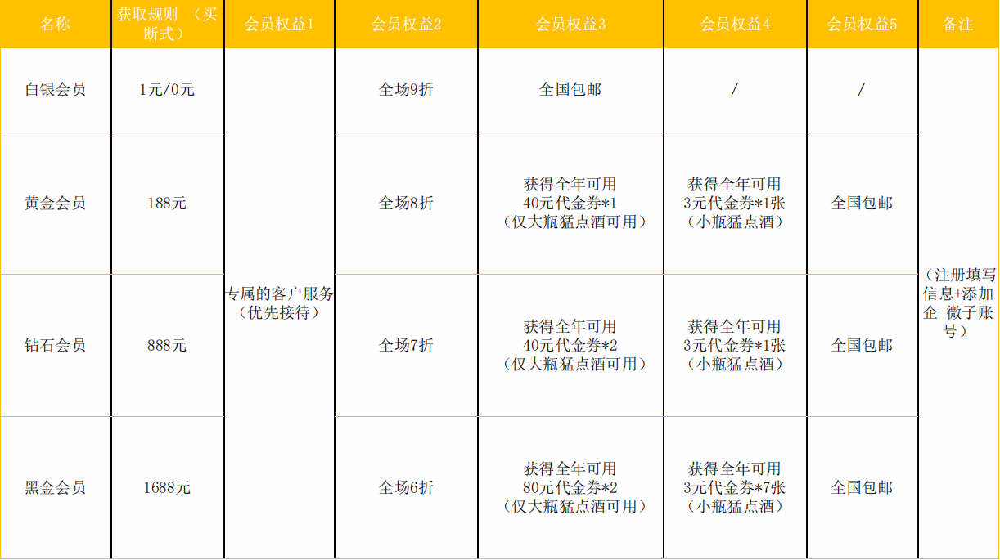 名称
获取规则 （买
断式）
会员权益1
会员权益2
会员权益3
会员权益4
会员权益5
备注
白银会员
1元/0元
全场9折
全国包邮
/
/
黄金会员
188元
全场8折
获得全年可用
40元代金券*1
（仅大瓶猛点酒可用）
获得全年可用
3元代金券*1张
（小瓶猛点酒）
全国包邮
专属的客户服务
（优先接待）
（注册填写
信息+添加
企 微子账
号）
钻石会员
888元
全场7折
获得全年可用
40元代金券*2
（仅大瓶猛点酒可用）
获得全年可用
3元代金券*1张
（小瓶猛点酒）
全国包邮
黑金会员
1688元
全场6折
获得全年可用
80元代金券*2
（仅大瓶猛点酒可用）
获得全年可用
3元代金券*7张
（小瓶猛点酒）
全国包邮